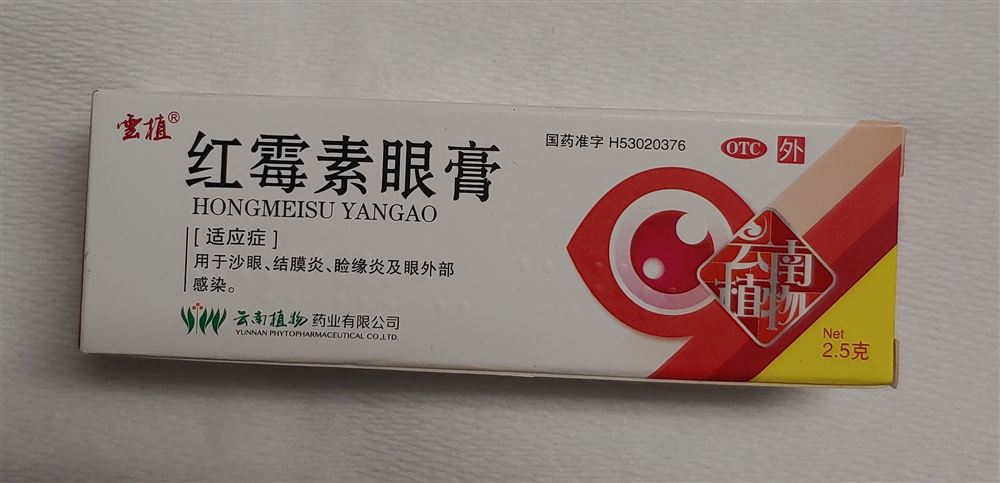 雲植®
红霉素眼膏
HONGMEISU YANGAO
国药准字 H53020376
OTC
外
[适应症]
用于沙眼、结膜炎、睑缘炎及眼外部
感染。
云南植物药业有限公司
YUNNAN PHYTOPHARMACEUTICAL CO.,LTD.
云南
植物
Net
2.5克